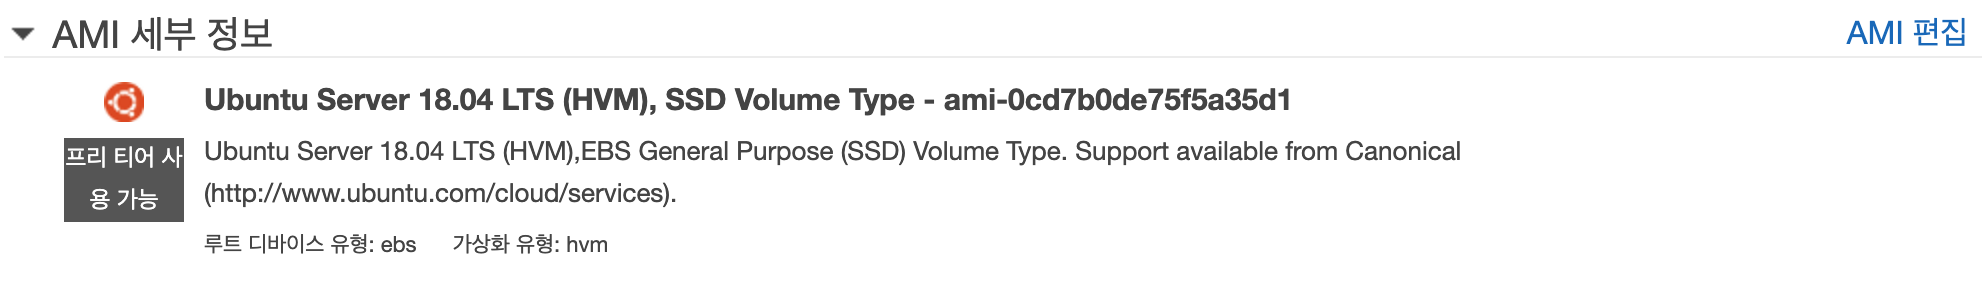 AMI 세부 정보
AMI 편집
Ubuntu Server 18.04 LTS (HVM), SSD Volume Type - ami-0cd7b0de75f5a35d1
프리 티어 사
용 가능
Ubuntu Server 18.04 LTS (HVM),EBS General Purpose (SSD) Volume Type. Support available from Canonical
(http://www.ubuntu.com/cloud/services).
루트 디바이스 유형: ebs 가상화 유형: hvm